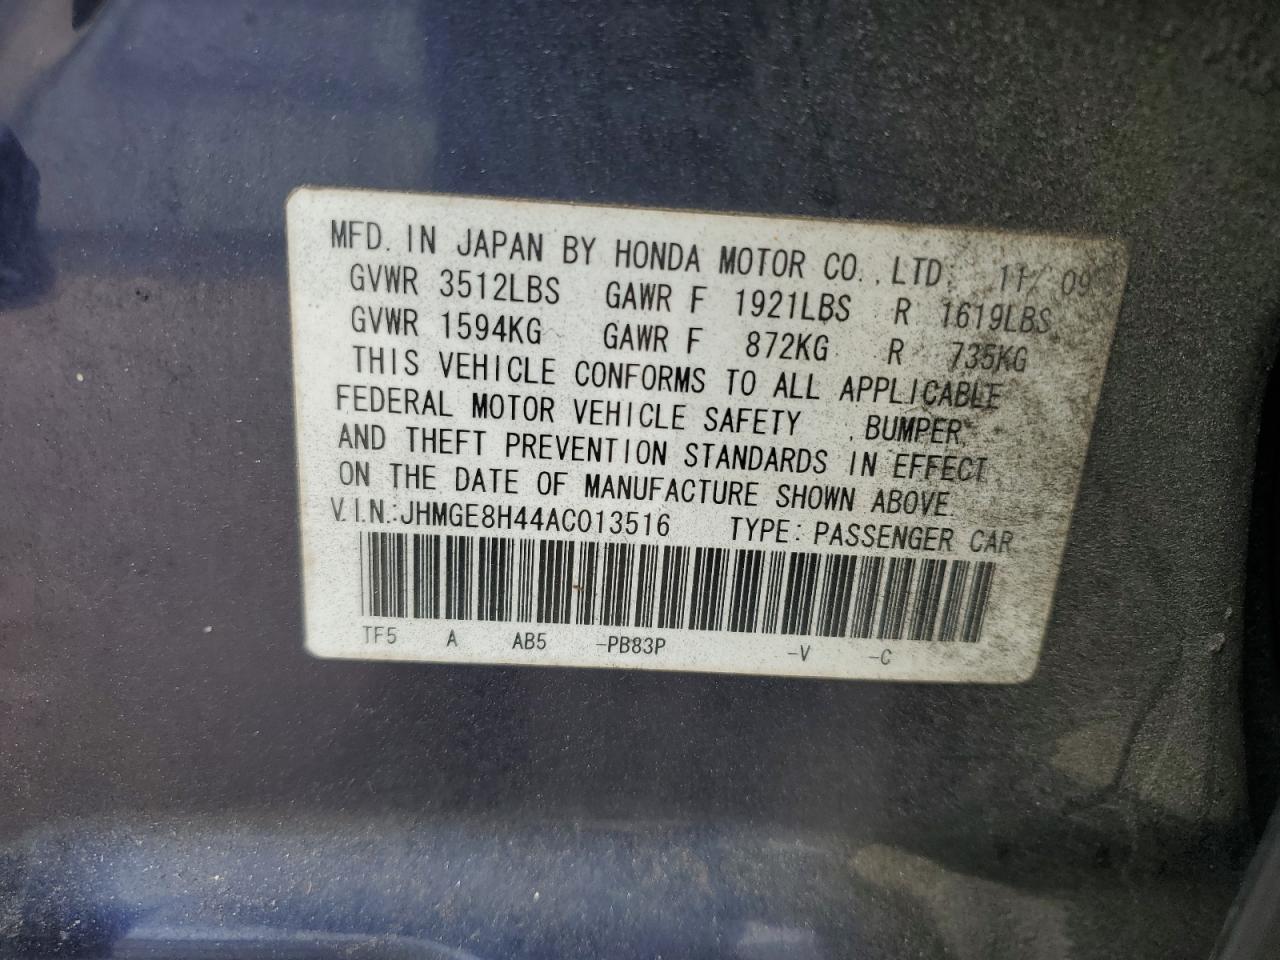 MFD. IN JAPAN BY HONDA MOTOR CO., LTD. 11/09
GVWR 3512LBS GAWR F 1921LBS R 1619LBS
GVWR 1594KG GAWR F 872KG R 735KG
THIS VEHICLE CONFORMS TO ALL APPLICABLE
FEDERAL MOTOR VEHICLE SAFETY , BUMPER,
AND THEFT PREVENTION STANDARDS IN EFFECT
ON THE DATE OF MANUFACTURE SHOWN ABOVE.
V.I.N.:JHMGE8H44AC013516 TYPE: PASSENGER CAR
TF5 A AB5 -PB83P -V -C